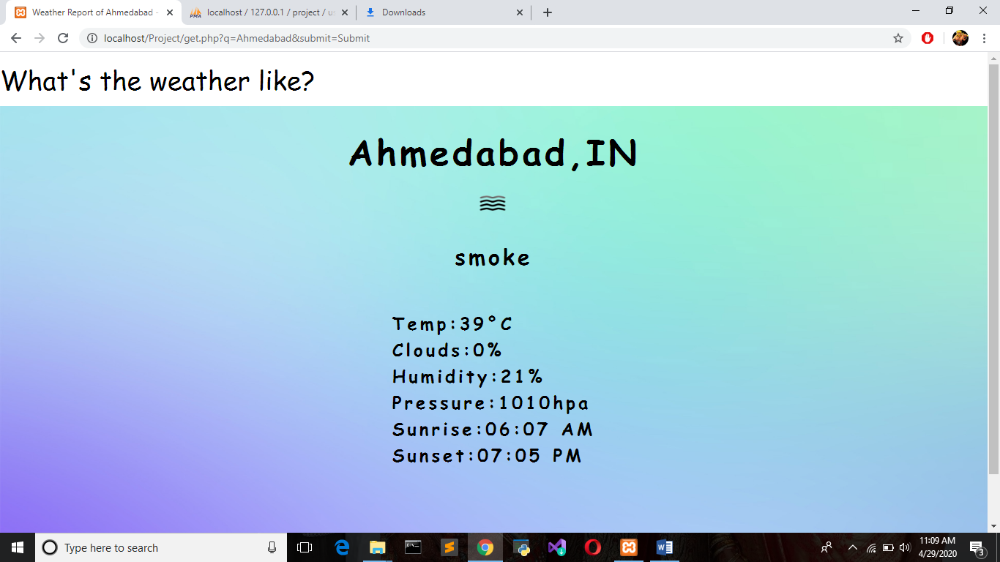 Weather Report of Ahmedabad -
localhost / 127.0.0.1 / project / us
Downloads
localhost/Project/get.php?q=Ahmedabad&submit=Submit
What's the weather like?
Ahmedabad,IN
smoke
Temp:39°C
Clouds:0%
Humidity:21%
Pressure:1010hpa
Sunrise:06:07 AM
Sunset:07:05 PM
Type here to search
11:09 AM
4/29/2020
3